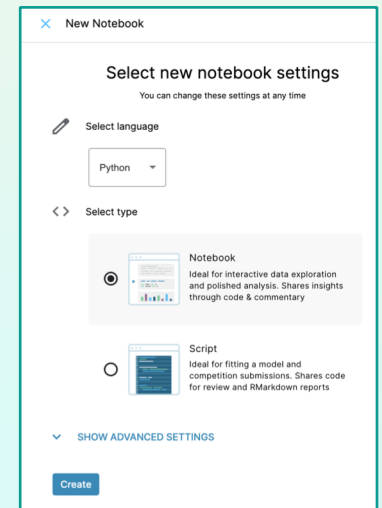 New Notebook
Select new notebook settings
You can change these settings at any time
Select language
Python
Select type
Notebook
Ideal for interactive data exploration
and polished analysis. Shares insights
through code & commentary
Script
Ideal for fitting a model and
competition submissions. Shares code
for review and RMarkdown reports
SHOW ADVANCED SETTINGS
Create